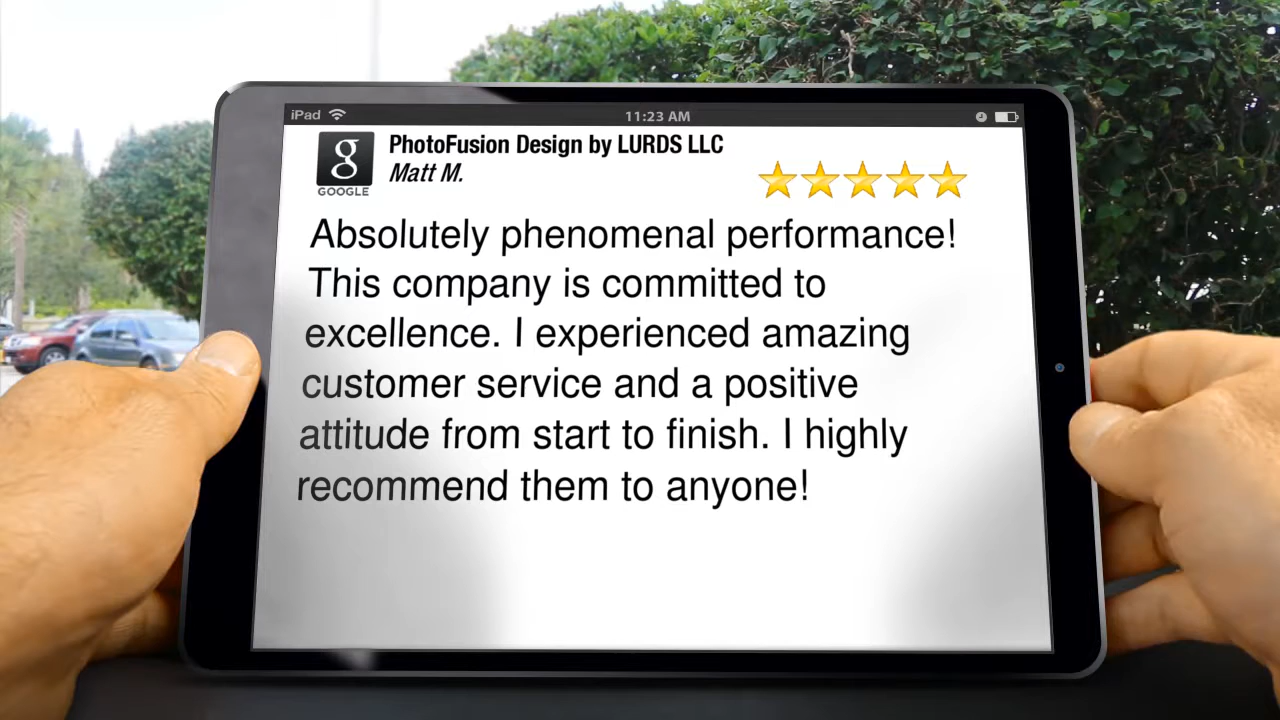 iPad
11:23 AM
g
GOOGLE
PhotoFusion Design by LURDS LLC
Matt M.
Absolutely phenomenal performance!
This company is committed to
excellence. I experienced amazing
customer service and a positive
attitude from start to finish. I highly
recommend them to anyone!